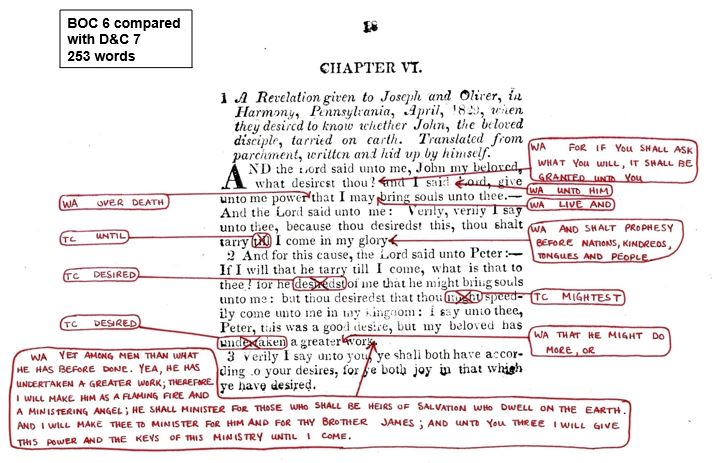 BOC 6 compared
with D&C 7
253 words
18
CHAPTER VI.
1 A Revelation given to Joseph and Oliver, in
Harmony, Pennsylvania, April, 1829, when
they desired to know whether John, the beloved
disciple, tarried on earth. Translated from
parchment, written and hid up by himself.
AND the Lord said unto me, John my beloved,
what desirest thou? and I said Lord, give
unto me power that I may bring souls unto thee:—
And the Lord said unto me: Verily, verily I say
unto thee, because thou desiredst this, thou shalt
tarry till I come in my glory
2 And for this cause, the Lord said unto Peter:—
If I will that he tarry till I come, what is that to
thee? for he desiredst of me that he might bring souls
unto me: but thou desiredst that thou might speed-
ily come unto me in my kingdom: I say unto thee,
Peter, this was a good desire, but my beloved has
undertaken a greater work.
3 Verily I say unto you, ye shall both have accor-
ding to your desires, for ye both joy in that which
ye have desired.
WA FOR IF YOU SHALL ASK
WHAT YOU WILL, IT SHALL BE
GRANTED UNTO YOU
WA UNTO HIM
WA OVER DEATH
WA LIVE AND
TC UNTIL
WA AND SHALT PROPHESY
BEFORE NATIONS, KINDREDS,
TONGUES AND PEOPLE
TC DESIRED
TC MIGHTEST
TC DESIRED
WA THAT HE MIGHT DO
MORE, OR
WA YET AMONG MEN THAN WHAT
HE HAS BEFORE DONE. YEA, HE HAS
UNDERTAKEN A GREATER WORK; THEREFORE
I WILL MAKE HIM AS A FLAMING FIRE AND
A MINISTERING ANGEL; HE SHALL MINISTER FOR THOSE WHO SHALL BE HEIRS OF SALVATION WHO DWELL ON THE EARTH.
AND I WILL MAKE THEE TO MINISTER FOR HIM AND FOR THY BROTHER JAMES; AND UNTO YOU THREE I WILL GIVE
THIS POWER AND THE KEYS OF THIS MINISTRY UNTIL I COME.